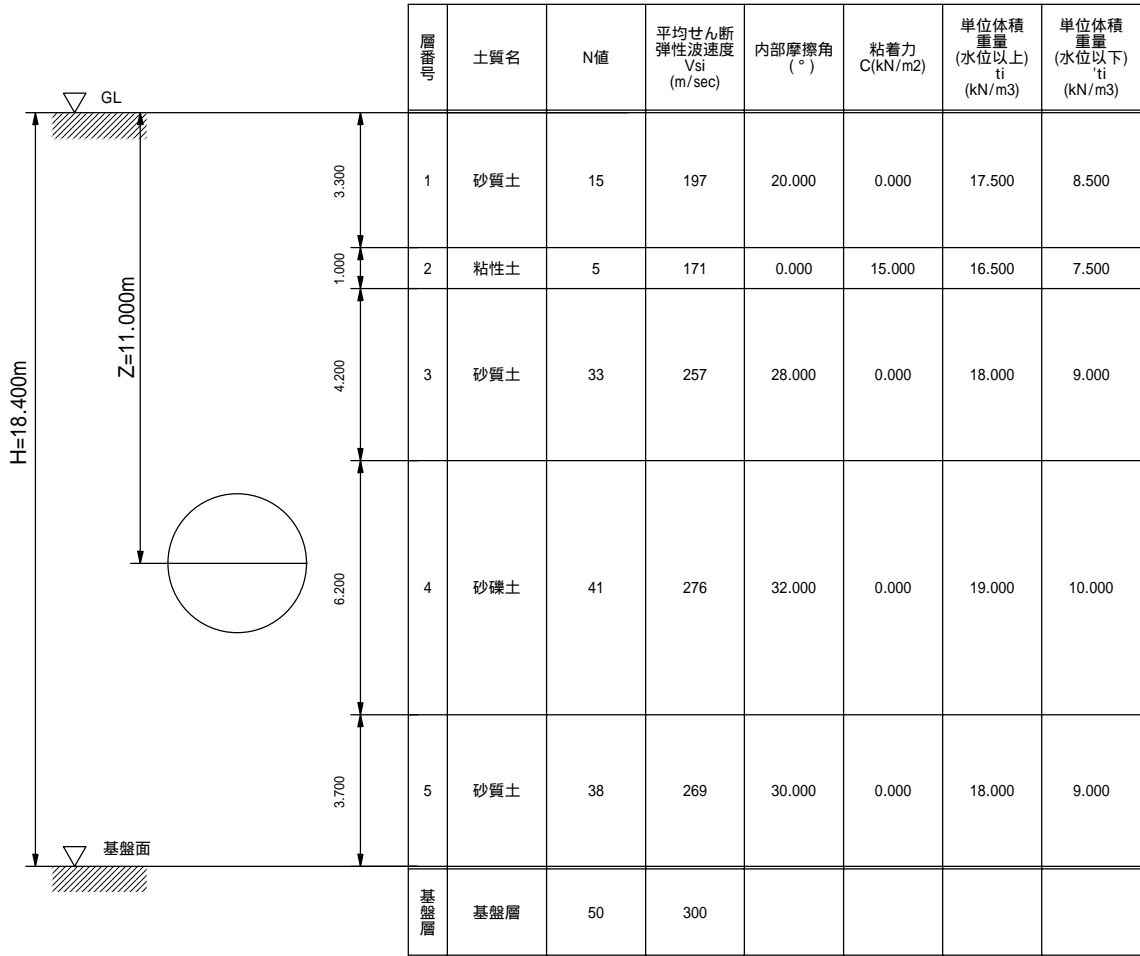 層番号 土質名 N値 平均せん断弾性波速度Vsi(m/sec) 内部摩擦角(°) 粘着力C(kN/m2) 単位体積重量(水位以上)ti(kN/m3) 単位体積重量(水位以下)'ti(kN/m3)
GL
H=18.400m
Z=11.000m
3.300 1 砂質土 15 197 20.000 0.000 17.500 8.500
1.000 2 粘性土 5 171 0.000 15.000 16.500 7.500
4.200 3 砂質土 33 257 28.000 0.000 18.000 9.000
6.200 4 砂礫土 41 276 32.000 0.000 19.000 10.000
3.700 5 砂質土 38 269 30.000 0.000 18.000 9.000
基盤面
基盤層 基盤層 50 300